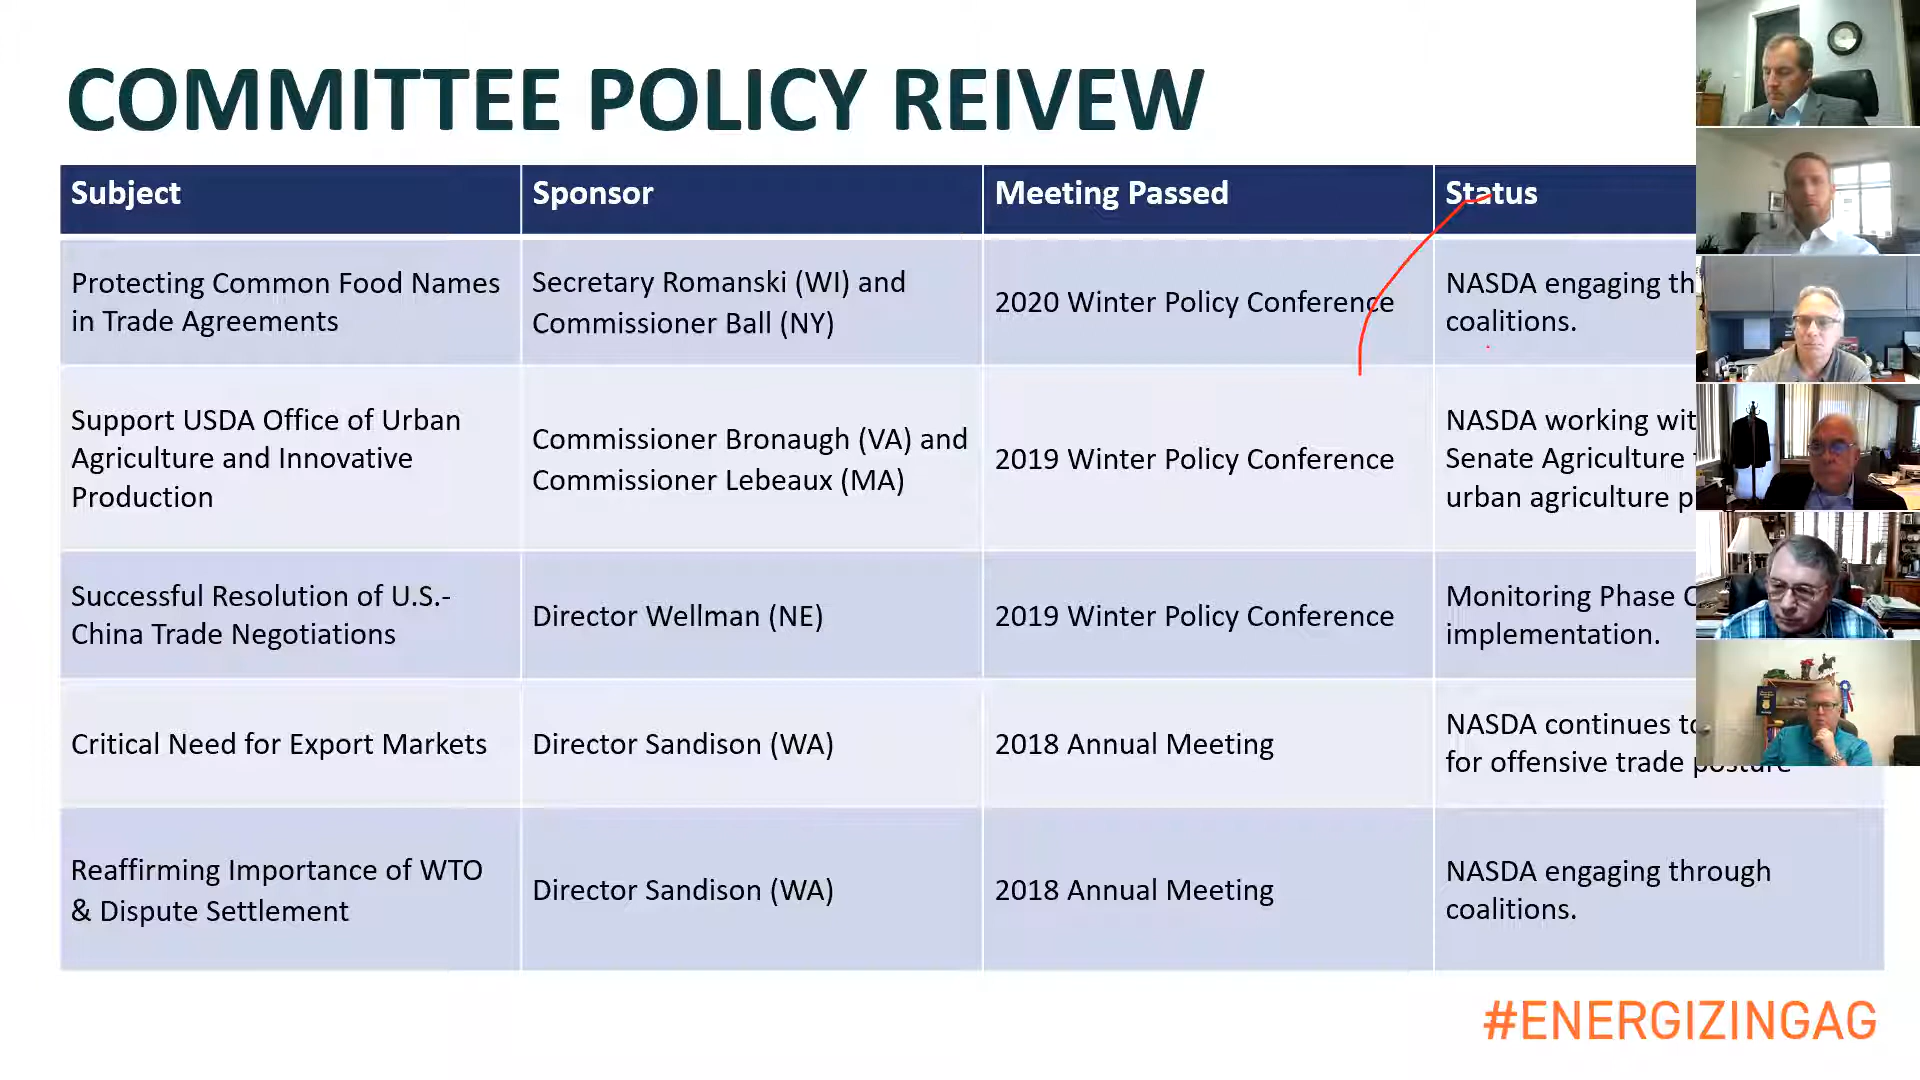 COMMITTEE POLICY REIVEW
Subject
Sponsor
Meeting Passed
Status
Protecting Common Food Names
in Trade Agreements
Secretary Romanski (WI) and
Commissioner Ball (NY)
2020 Winter Policy Conference
NASDA engaging
coalitions.
Support USDA Office of Urban
Agriculture and Innovative
Production
Commissioner Bronaugh (VA) and
Commissioner Lebeaux (MA)
2019 Winter Policy Conference
NASDA working
Senate Agriculture
urban agriculture
Successful Resolution of U.S.-
China Trade Negotiations
Director Wellman (NE)
2019 Winter Policy Conference
Monitoring Phase
implementation.
Critical Need for Export Markets
Director Sandison (WA)
2018 Annual Meeting
NASDA continues
for offensive trade posture
Reaffirming Importance of WTO
& Dispute Settlement
Director Sandison (WA)
2018 Annual Meeting
NASDA engaging through
coalitions.
#ENERGIZINGAG